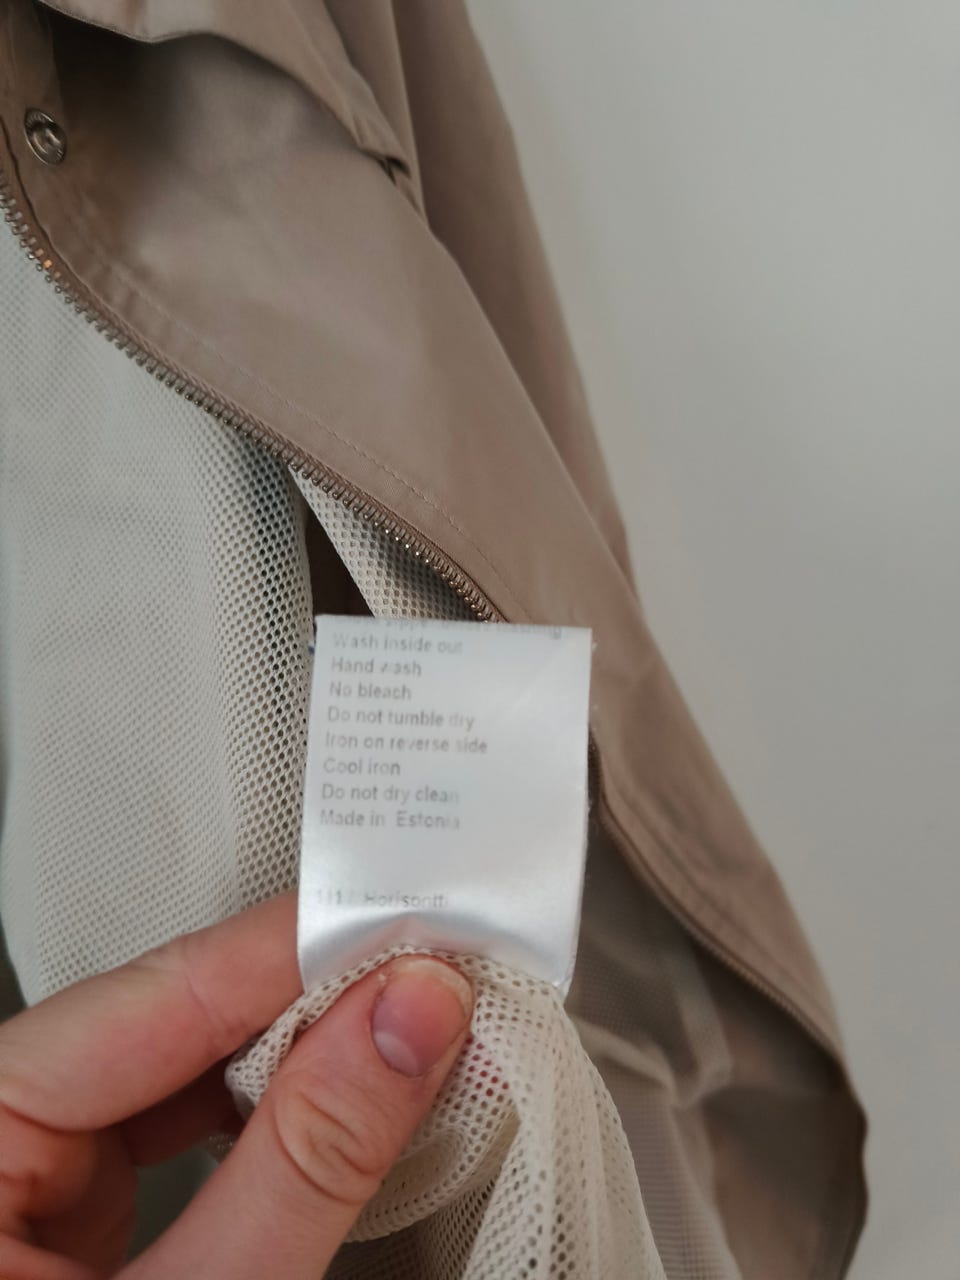 Wash inside out
Hand wash
No bleach
Do not tumble dry
Iron on reverse side
Cool iron
Do not dry clean
Made in Estonia
Horisontti